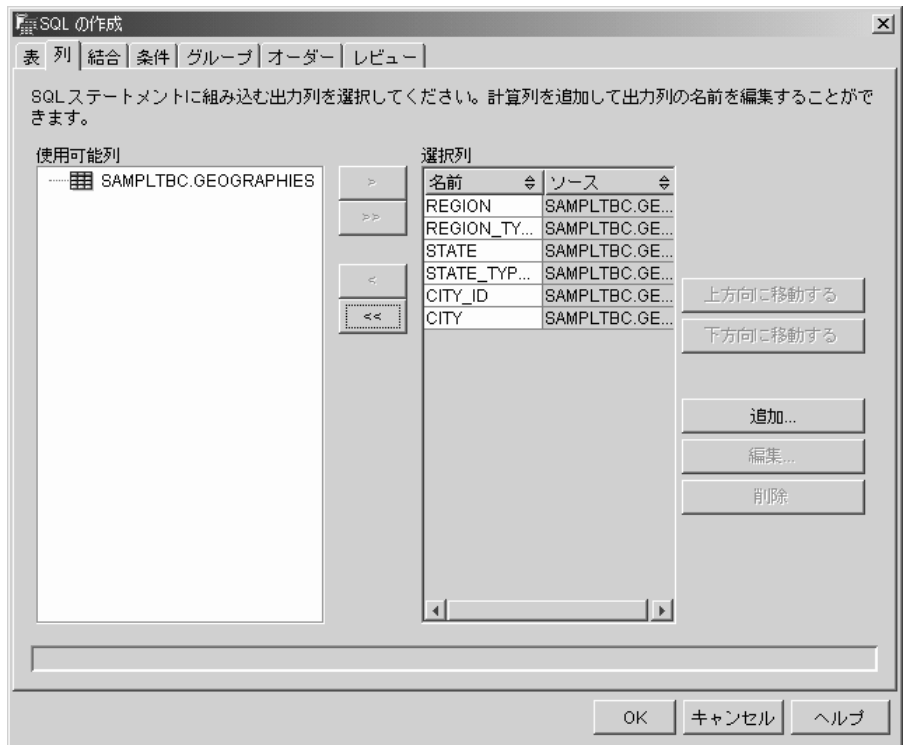 SQL の作成
表 列 結合 条件 グループ オーダー レビュー
SQLステートメントに組み込む出力列を選択してください。計算列を追加して出力列の名前を編集することがで
きます。
使用可能列
SAMPLTBC.GEOGRAPHIES
>
>>
<
<<
選択列
名前 ソース
REGION SAMPLTBC.GE...
REGION_TY... SAMPLTBC.GE...
STATE SAMPLTBC.GE...
STATE_TYP... SAMPLTBC.GE...
CITY_ID SAMPLTBC.GE...
CITY SAMPLTBC.GE...
上方向に移動する
下方向に移動する
追加...
編集...
削除
OK キャンセル ヘルプ